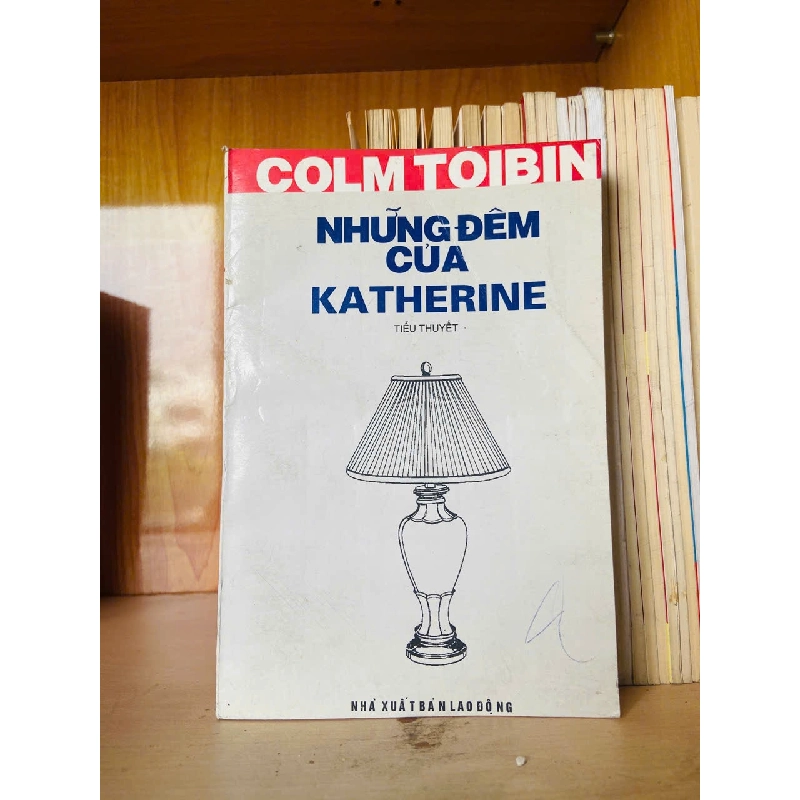 COLM TOIBIN
NHỮNG ĐÊM
CỦA
KATHERINE
TIỂU THUYẾT
NHÀ XUẤT BẢN LAO ĐỘNG